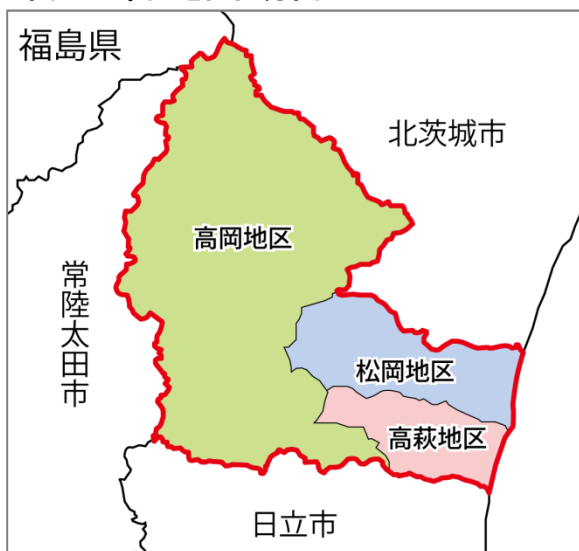 福島県
北茨城市
高岡地区
常陸太田市
松岡地区
高萩地区
日立市